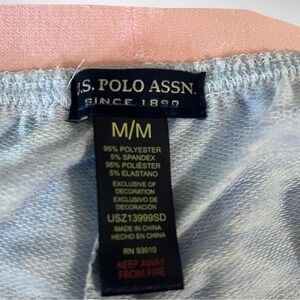 U.S. POLO ASSN.
SINCE 1890
M/M
95% POLYESTER
5% SPANDEX
95% POLIÉSTER
5% ELASTANO
EXCLUSIVE OF
DECORATION
EXCLUSIVO DE
DECORACIÓN
USZ13999SD
MADE IN CHINA
HECHO EN CHINA
RN 93010
KEEP AWAY
FROM FIRE